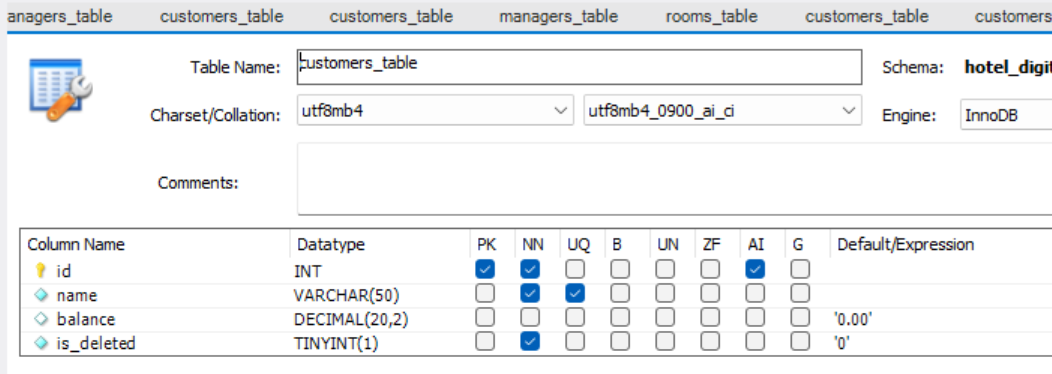 anagers_table customers_table customers_table managers_table rooms_table customers_table customers
Table Name: customers_table Schema: hotel_digit
Charset/Collation: utf8mb4 utf8mb4_0900_ai_ci Engine: InnoDB
Comments:
Column Name Datatype PK NN UQ B UN ZF AI G Default/Expression
id INT
name VARCHAR(50)
balance DECIMAL(20,2) '0.00'
is_deleted TINYINT(1) '0'